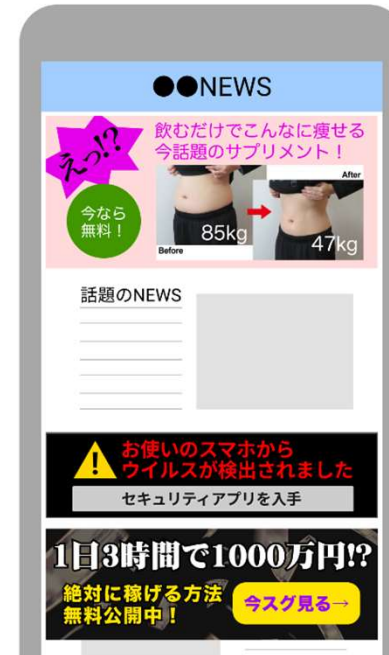 ●●NEWS
えっ!?
飲むだけでこんなに痩せる
今話題のサプリメント！
今なら
無料！
After
85kg
47kg
Before
話題のNEWS
お使いのスマホから
ウイルスが検出されました
セキュリティアプリを入手
1日3時間で1000万円!?
絶対に稼げる方法
無料公開中！
今スグ見る→